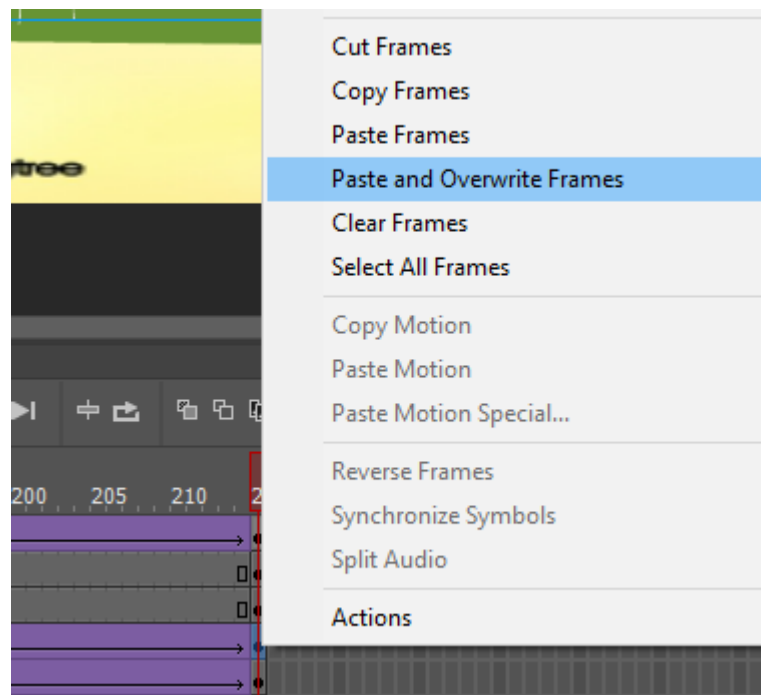 Cut Frames
Copy Frames
Paste Frames
Paste and Overwrite Frames
Clear Frames
Select All Frames
Copy Motion
Paste Motion
Paste Motion Special...
Reverse Frames
Synchronize Symbols
Split Audio
Actions
200 205 210